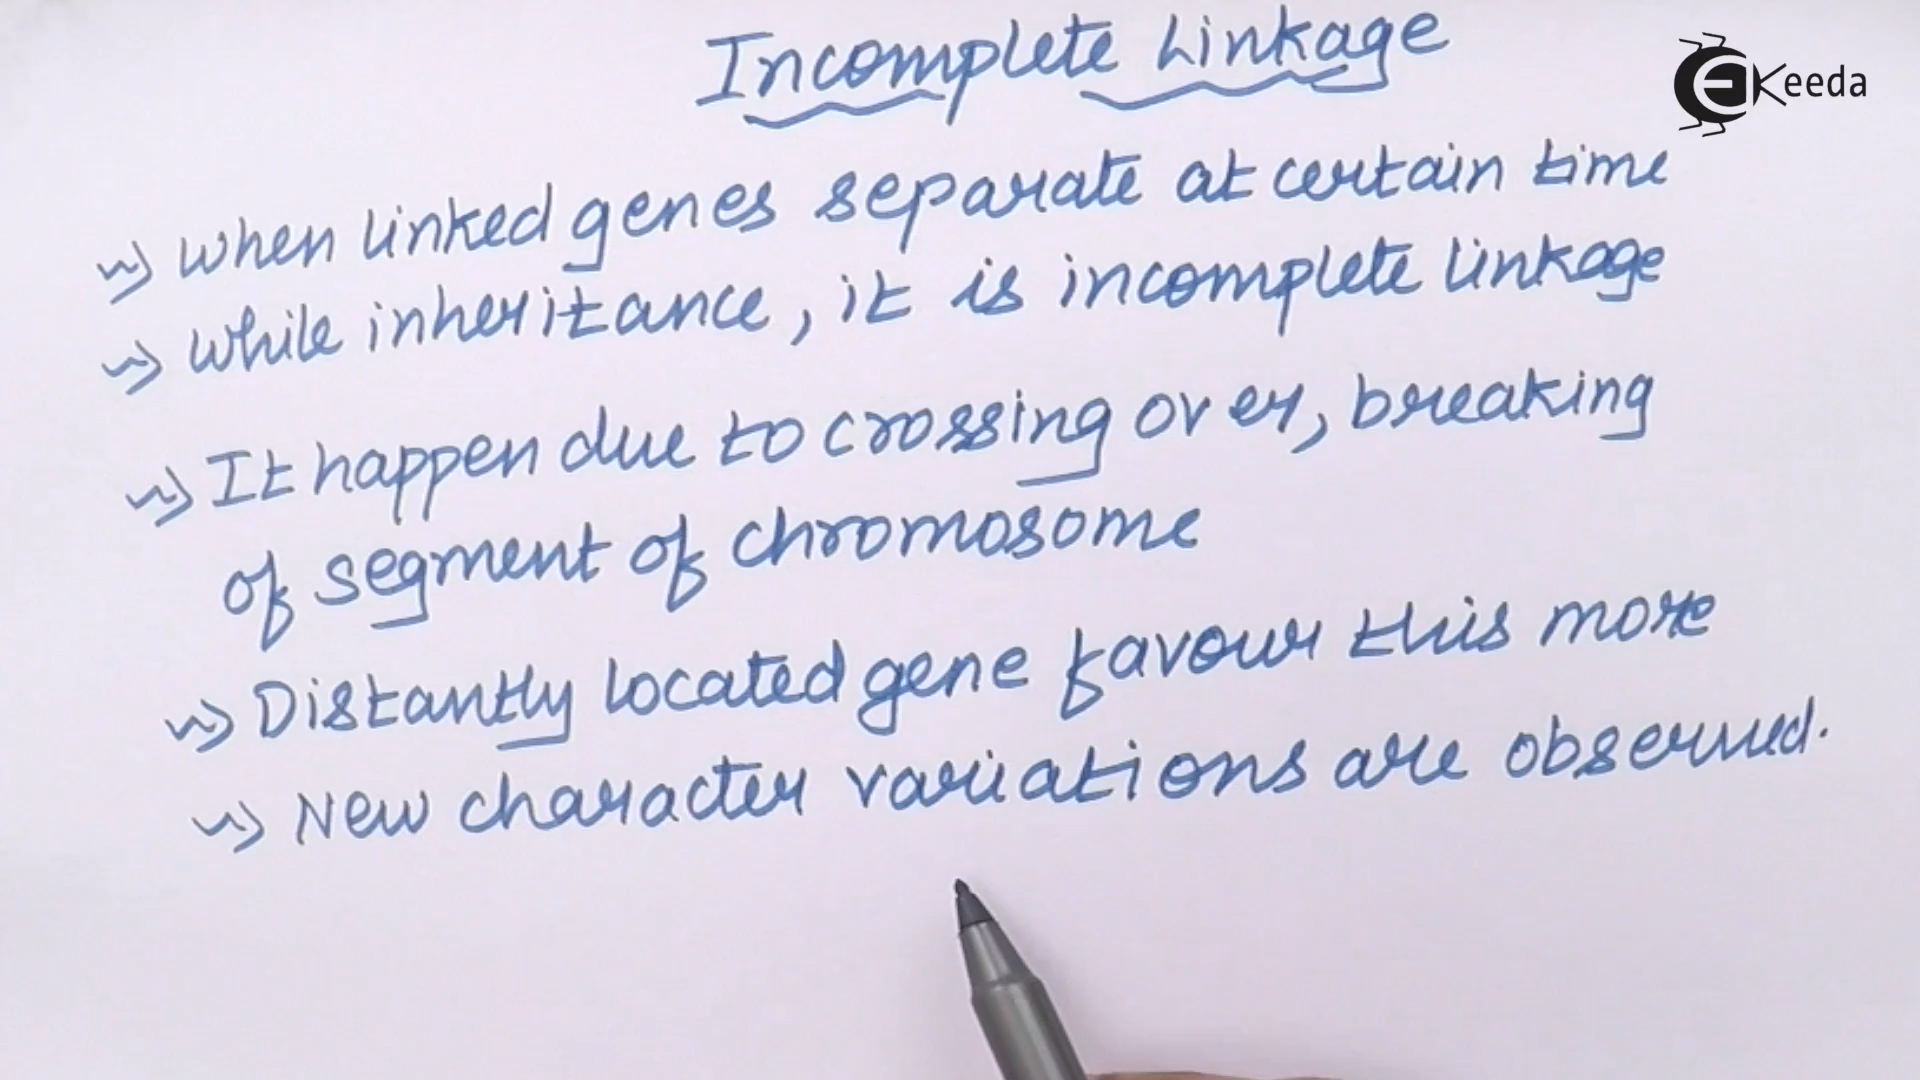 Incomplete Linkage
EKeeda
~> When linked genes separate at certain time
~> While inheritance, it is incomplete linkage
~> It happen due to crossing over, breaking
of segment of chromosome
~> Distantly located gene favour this more
~> New character variations are observed.